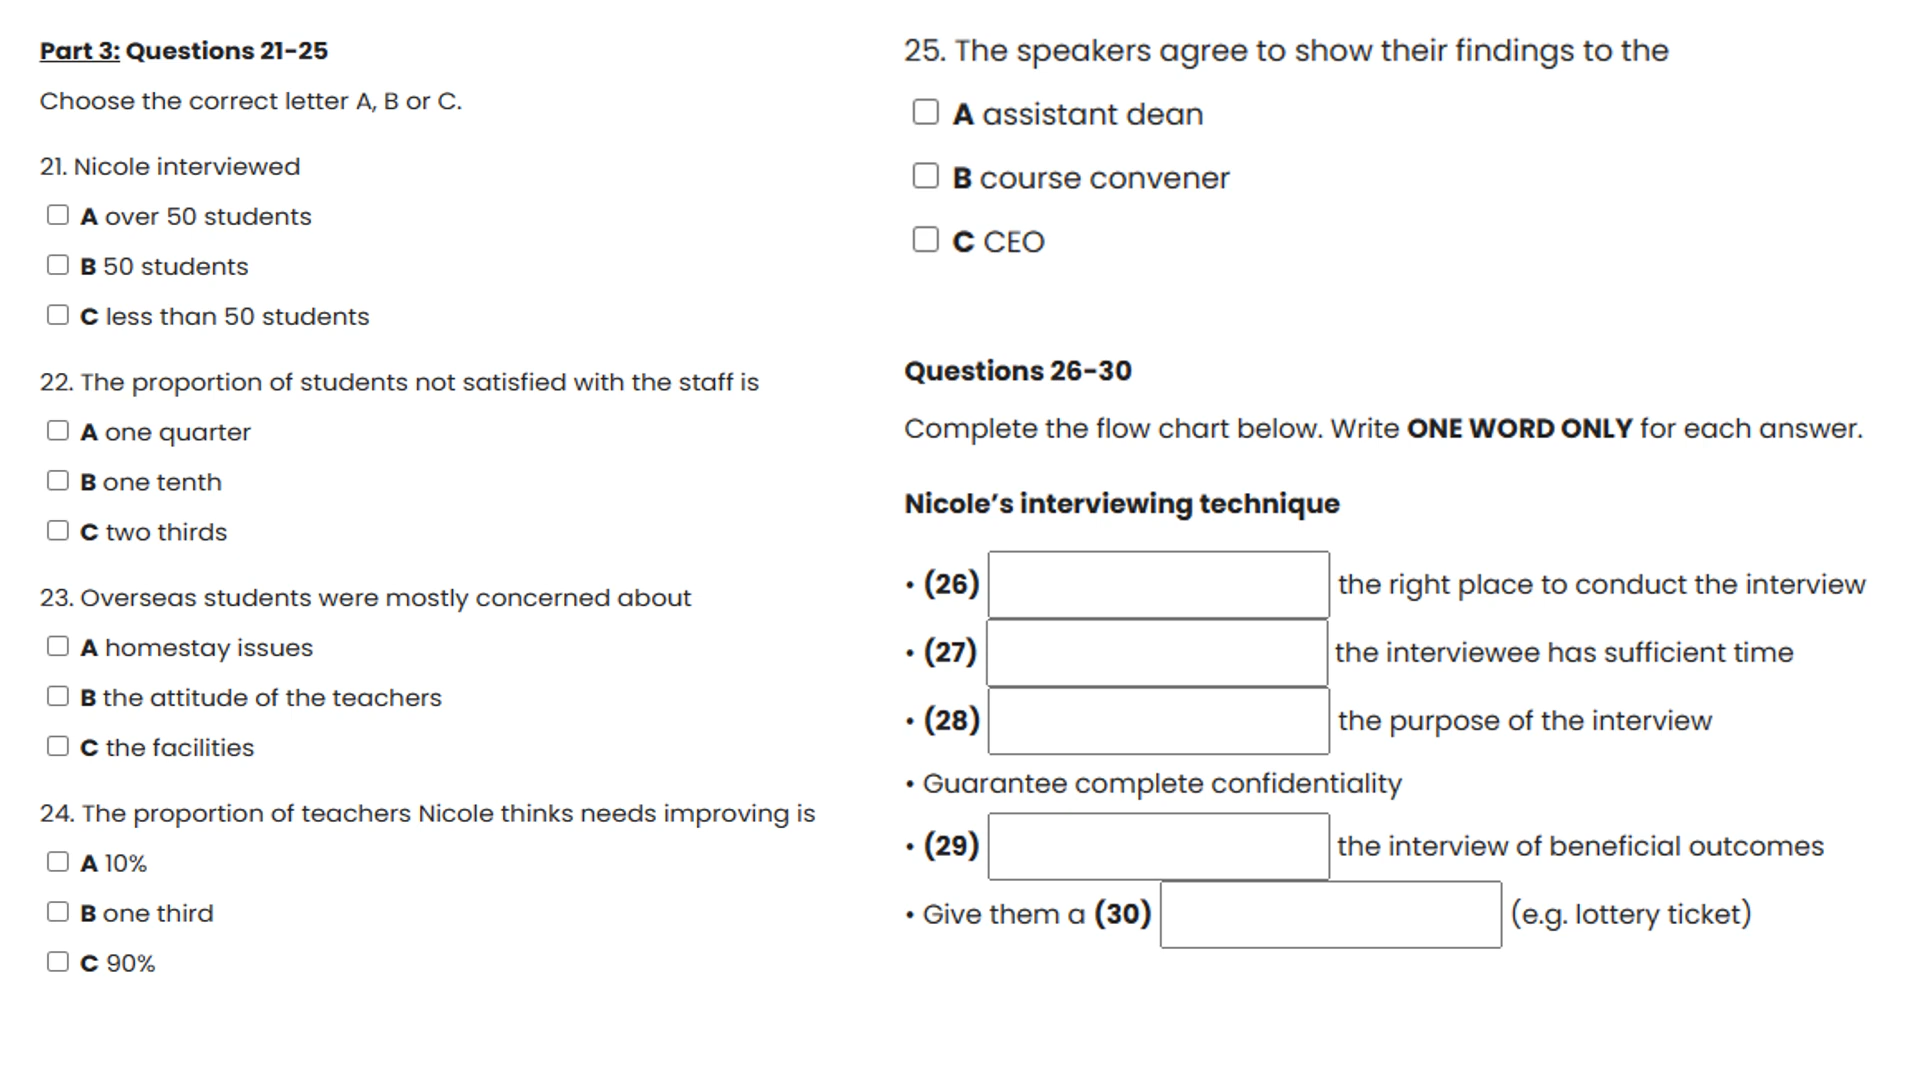 Part 3: Questions 21-25
Choose the correct letter A, B or C.
21. Nicole interviewed
A over 50 students
B 50 students
C less than 50 students
22. The proportion of students not satisfied with the staff is
A one quarter
B one tenth
C two thirds
23. Overseas students were mostly concerned about
A homestay issues
B the attitude of the teachers
C the facilities
24. The proportion of teachers Nicole thinks needs improving is
A 10%
B one third
C 90%
25. The speakers agree to show their findings to the
A assistant dean
B course convener
C CEO
Questions 26-30
Complete the flow chart below. Write ONE WORD ONLY for each answer.
Nicole’s interviewing technique
• (26) the right place to conduct the interview
• (27) the interviewee has sufficient time
• (28) the purpose of the interview
• Guarantee complete confidentiality
• (29) the interview of beneficial outcomes
• Give them a (30) (e.g. lottery ticket)